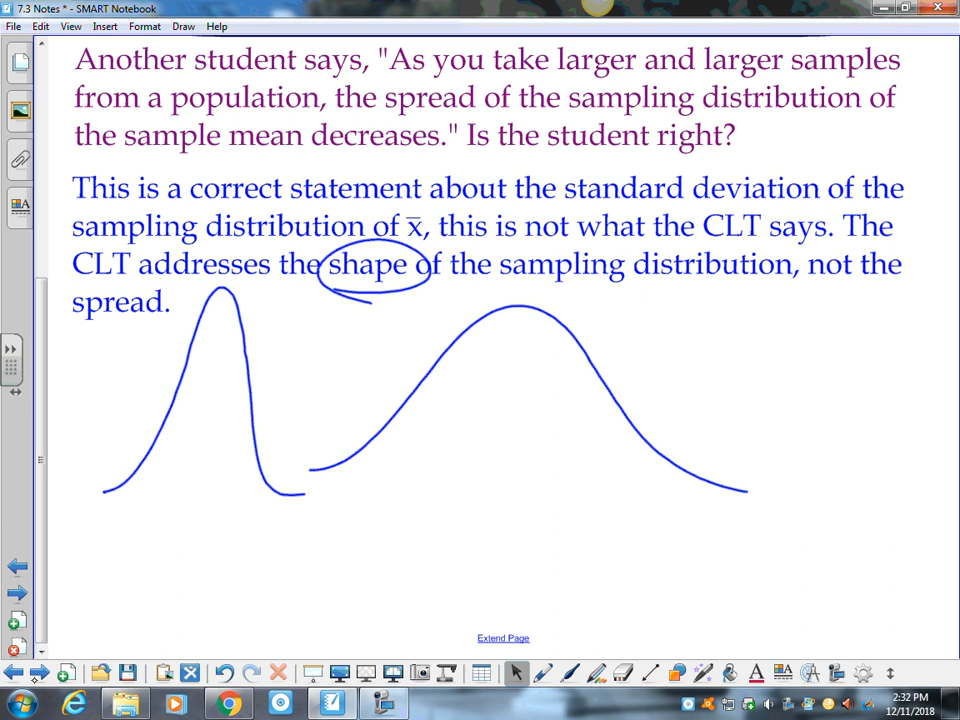 7.3 Notes * - SMART Notebook
File Edit View Insert Format Draw Help
Another student says, "As you take larger and larger samples
from a population, the spread of the sampling distribution of
the sample mean decreases." Is the student right?
This is a correct statement about the standard deviation of the
sampling distribution of x̅, this is not what the CLT says. The
CLT addresses the shape of the sampling distribution, not the
spread.
Extend Page
2:32 PM
12/11/2018